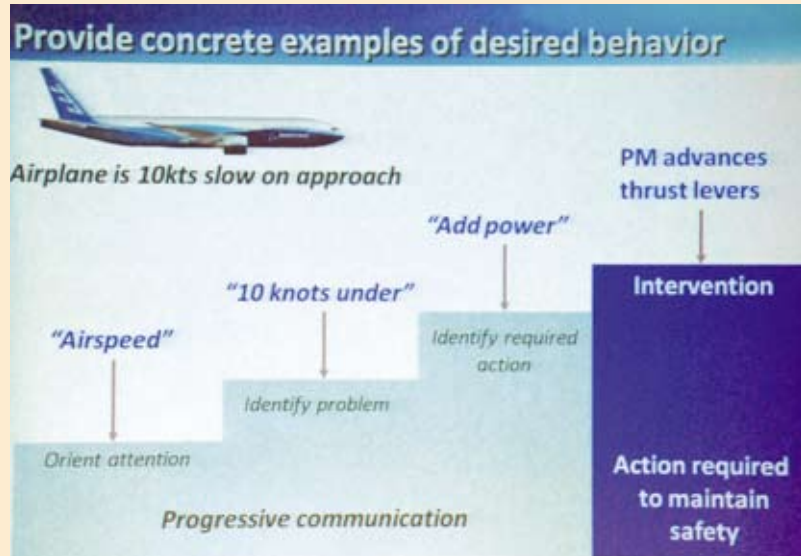 Provide concrete examples of desired behavior
Airplane is 10kts slow on approach
PM advances
thrust levers
“Add power”
“10 knots under”
“Airspeed”
Intervention
Identify required
action
Identify problem
Orient attention
Action required
to maintain
safety
Progressive communication